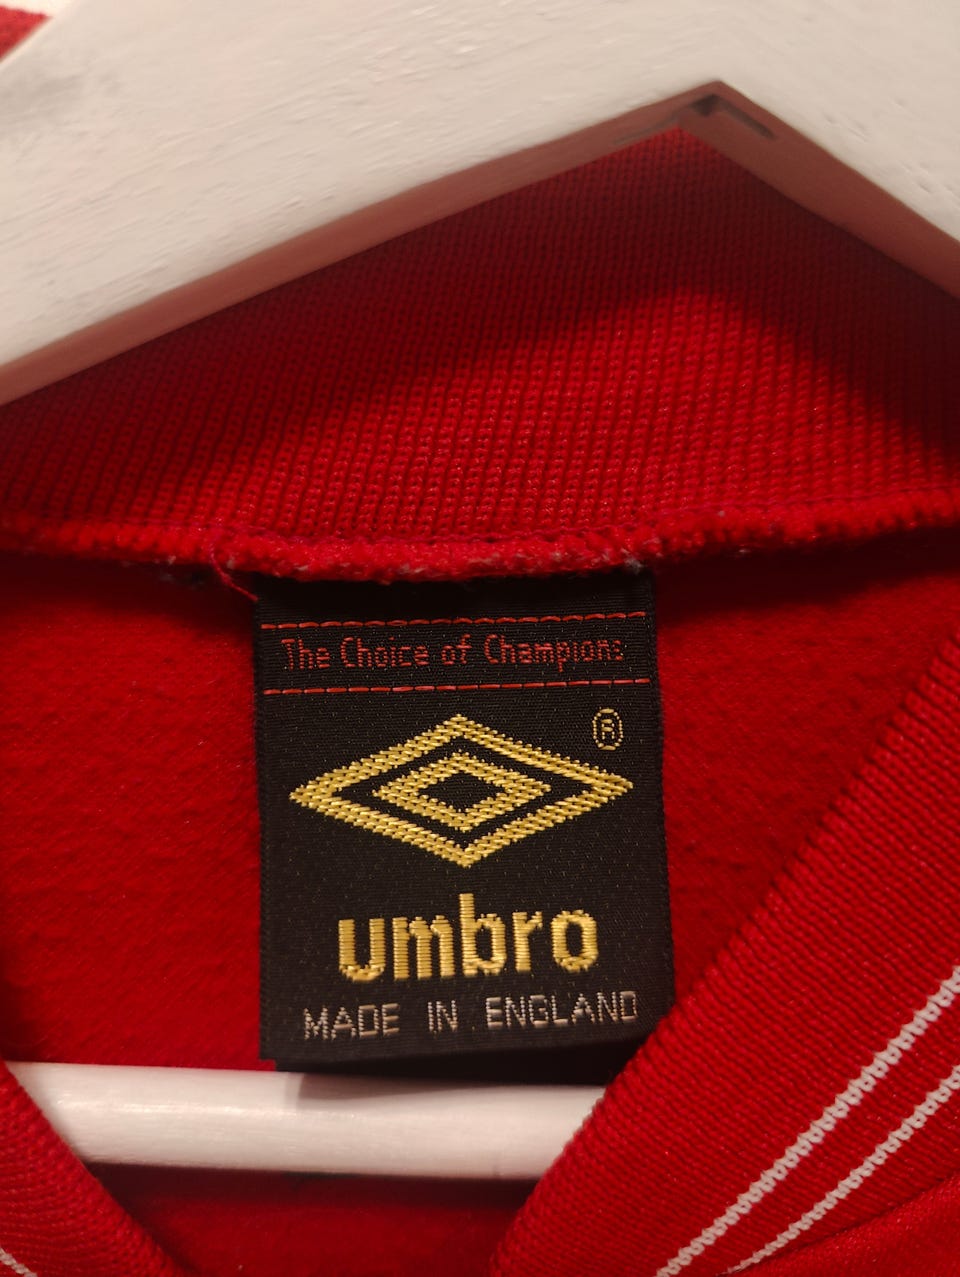 The Choice of Champions
®
umbro
MADE IN ENGLAND